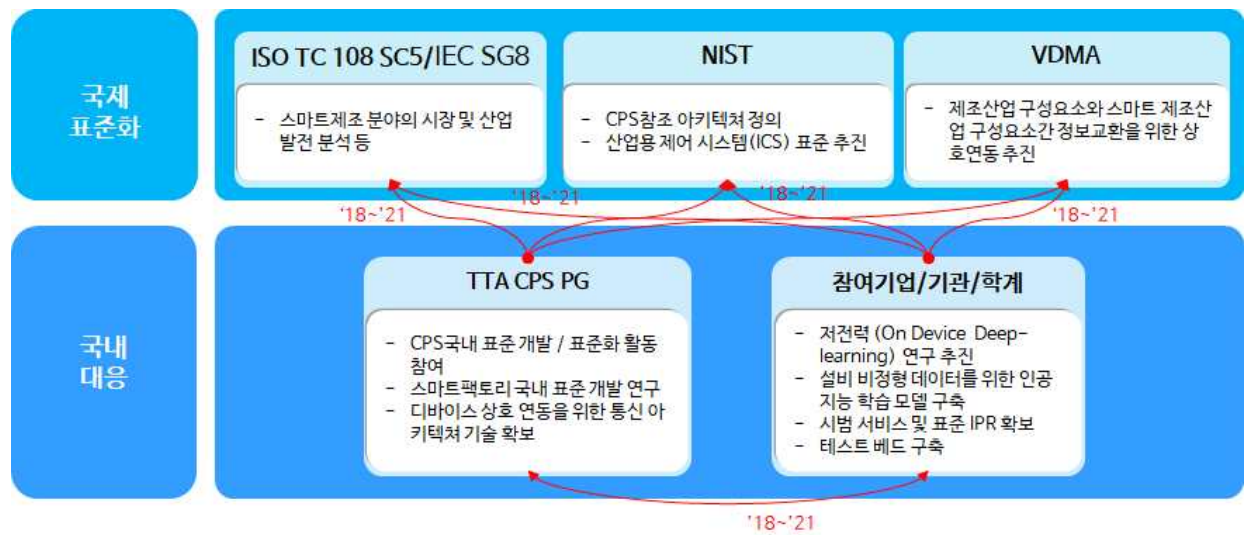 국제
표준화
ISO TC 108 SC5/IEC SG8
- 스마트제조 분야의 시장 및 산업
발전 분석 등
NIST
- CPS참조 아키텍쳐 정의
- 산업용 제어 시스템(ICS) 표준 추진
VDMA
- 제조산업 구성요소와 스마트 제조산
업 구성요소간 정보교환을 위한 상
호연동 추진
'18~'21
'18~'21
'18~'21
'18~'21
국내
대응
TTA CPS PG
- CPS국내 표준 개발 / 표준화 활동
참여
- 스마트팩토리 국내 표준 개발 연구
- 디바이스 상호 연동을 위한 통신 아
키텍쳐 기술 확보
참여기업/기관/학계
- 저전력 (On Device Deep-
learning) 연구 추진
- 설비 비정형 데이터를 위한 인공
지능 학습 모델 구축
- 시범 서비스 및 표준 IPR 확보
- 테스트 베드 구축
'18~'21